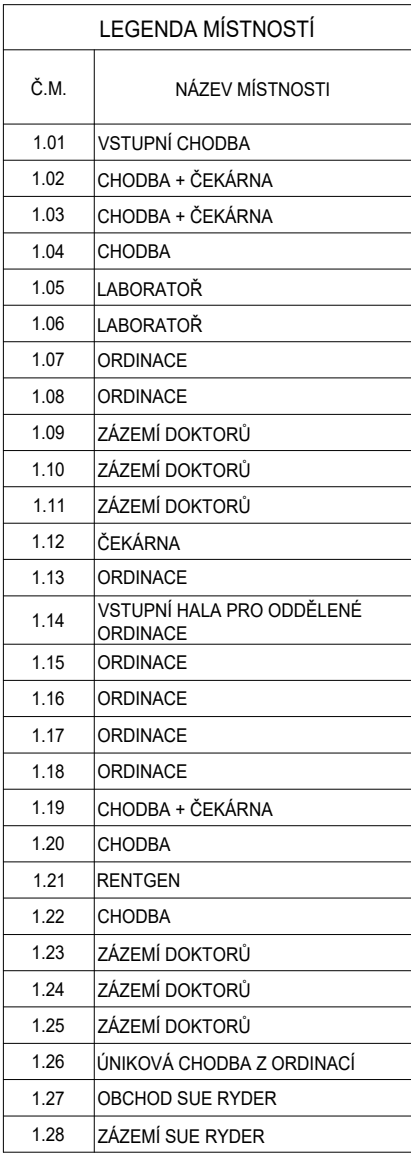 LEGENDA MÍSTNOSTÍ
Č.M. NÁZEV MÍSTNOSTI
1.01 VSTUPNÍ CHODBA
1.02 CHODBA + ČEKÁRNA
1.03 CHODBA + ČEKÁRNA
1.04 CHODBA
1.05 LABORATOŘ
1.06 LABORATOŘ
1.07 ORDINACE
1.08 ORDINACE
1.09 ZÁZEMÍ DOKTORŮ
1.10 ZÁZEMÍ DOKTORŮ
1.11 ZÁZEMÍ DOKTORŮ
1.12 ČEKÁRNA
1.13 ORDINACE
1.14 VSTUPNÍ HALA PRO ODDĚLENÉ
ORDINACE
1.15 ORDINACE
1.16 ORDINACE
1.17 ORDINACE
1.18 ORDINACE
1.19 CHODBA + ČEKÁRNA
1.20 CHODBA
1.21 RENTGEN
1.22 CHODBA
1.23 ZÁZEMÍ DOKTORŮ
1.24 ZÁZEMÍ DOKTORŮ
1.25 ZÁZEMÍ DOKTORŮ
1.26 ÚNIKOVÁ CHODBA Z ORDINACÍ
1.27 OBCHOD SUE RYDER
1.28 ZÁZEMÍ SUE RYDER